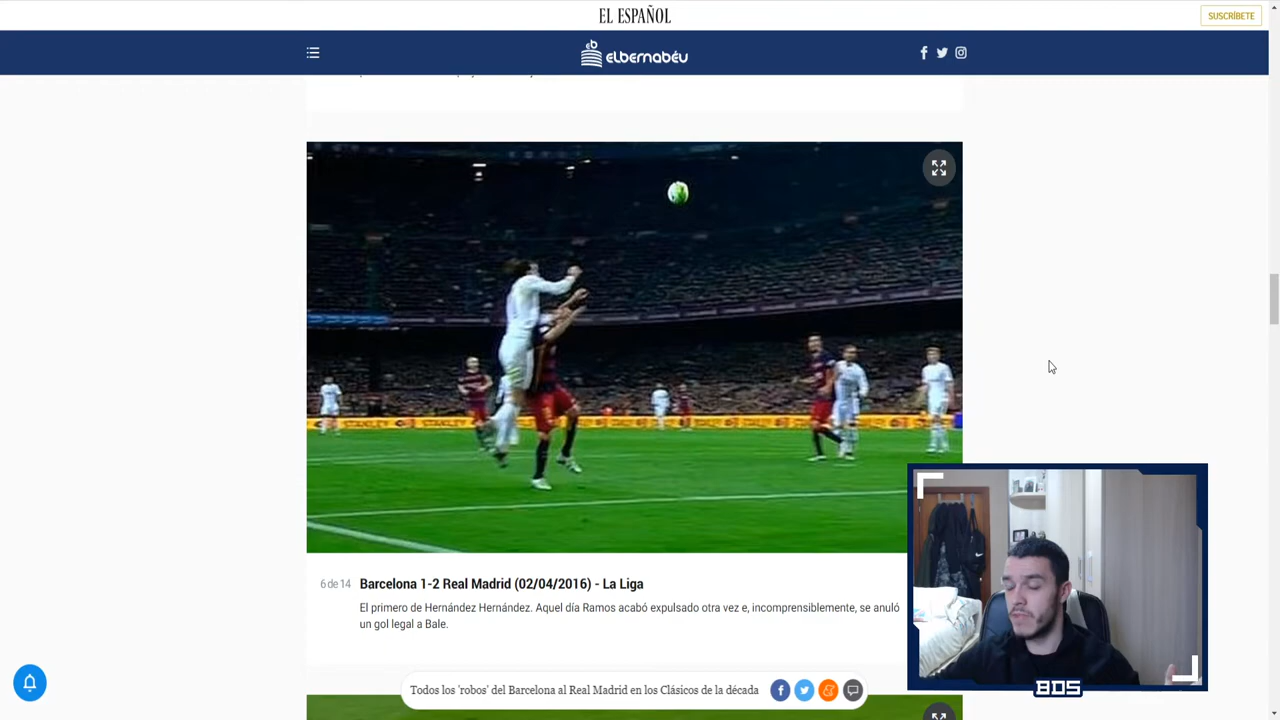 EL ESPAÑOL
SUSCRÍBETE
elbernabéu
6 de 14
Barcelona 1-2 Real Madrid (02/04/2016) - La Liga
El primero de Hernández Hernández. Aquel día Ramos acabó expulsado otra vez e, incomprensiblemente, se anuló
un gol legal a Bale.
Todos los 'robos' del Barcelona al Real Madrid en los Clásicos de la década